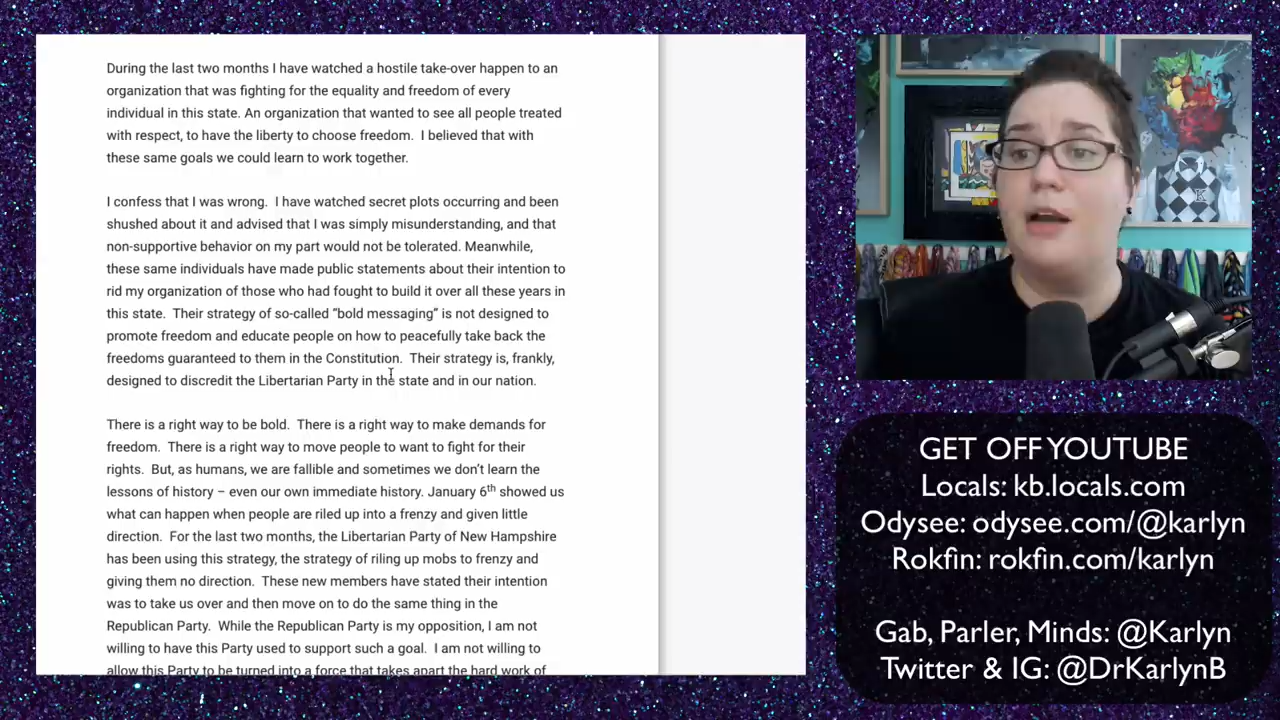 During the last two months I have watched a hostile take-over happen to an
organization that was fighting for the equality and freedom of every
individual in this state. An organization that wanted to see all people treated
with respect, to have the liberty to choose freedom.  I believed that with
these same goals we could learn to work together.
I confess that I was wrong.  I have watched secret plots occurring and been
shushed about it and advised that I was simply misunderstanding, and that
non-supportive behavior on my part would not be tolerated. Meanwhile,
these same individuals have made public statements about their intention to
rid my organization of those who had fought to build it over all these years in
this state.  Their strategy of so-called “bold messaging” is not designed to
promote freedom and educate people on how to peacefully take back the
freedoms guaranteed to them in the Constitution.  Their strategy is, frankly,
designed to discredit the Libertarian Party in the state and in our nation.
There is a right way to be bold.  There is a right way to make demands for
freedom.  There is a right way to move people to want to fight for their
rights.  But, as humans, we are fallible and sometimes we don’t learn the
lessons of history – even our own immediate history. January 6th showed us
what can happen when people are riled up into a frenzy and given little
direction.  For the last two months, the Libertarian Party of New Hampshire
has been using this strategy, the strategy of riling up mobs to frenzy and
giving them no direction.  These new members have stated their intention
was to take us over and then move on to do the same thing in the
Republican Party.  While the Republican Party is my opposition, I am not
willing to have this Party used to support such a goal.  I am not willing to
allow this Party to be turned into a force that takes apart the hard work of
GET OFF YOUTUBE
Locals: kb.locals.com
Odysee: odysee.com/@karlyn
Rokfin: rokfin.com/karlyn
Gab, Parler, Minds: @Karlyn
Twitter & IG: @DrKarlynB